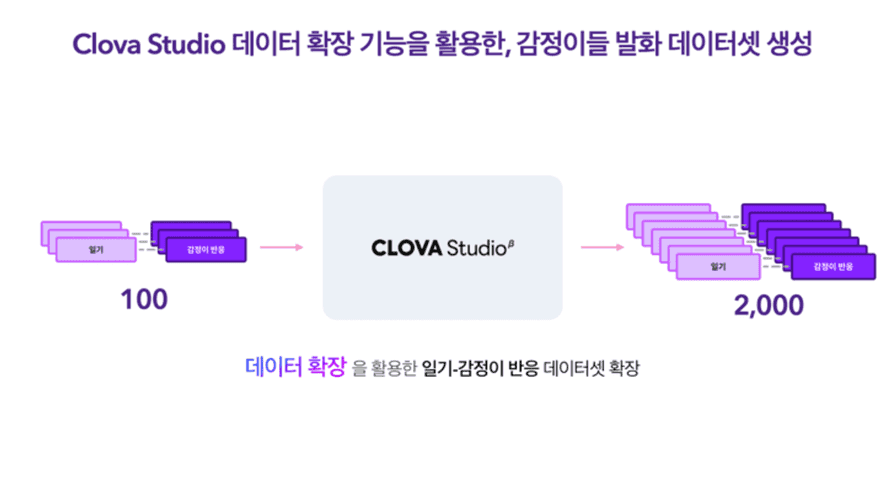 Clova Studio 데이터 확장 기능을 활용한, 감정이들 발화 데이터셋 생성
일기
감정이 반응
CLOVA Studio β
일기
감정이 반응
100
2,000
데이터 확장 을 활용한 일기-감정이 반응 데이터셋 확장